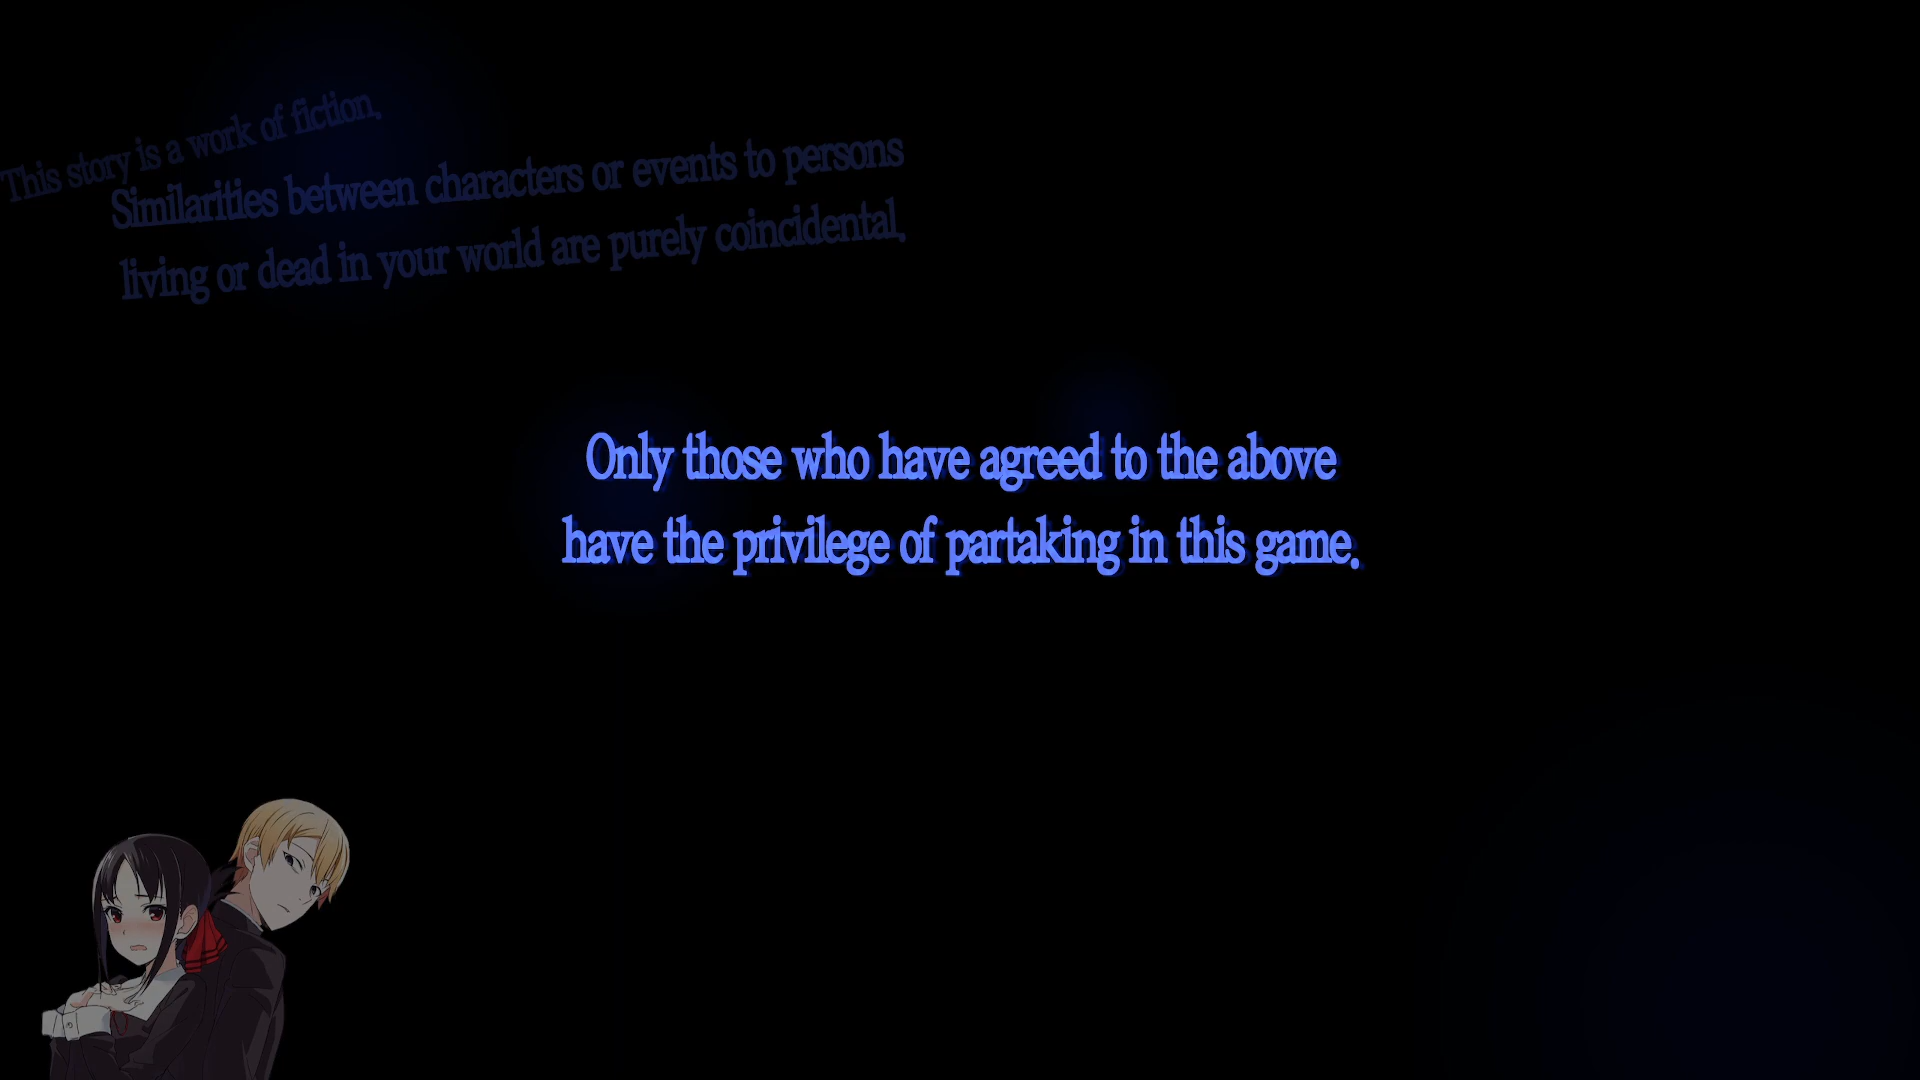 This story is a work of fiction.
Similarities between characters or events to persons
living or dead in your world are purely coincidental.
Only those who have agreed to the above
have the privilege of partaking in this game.